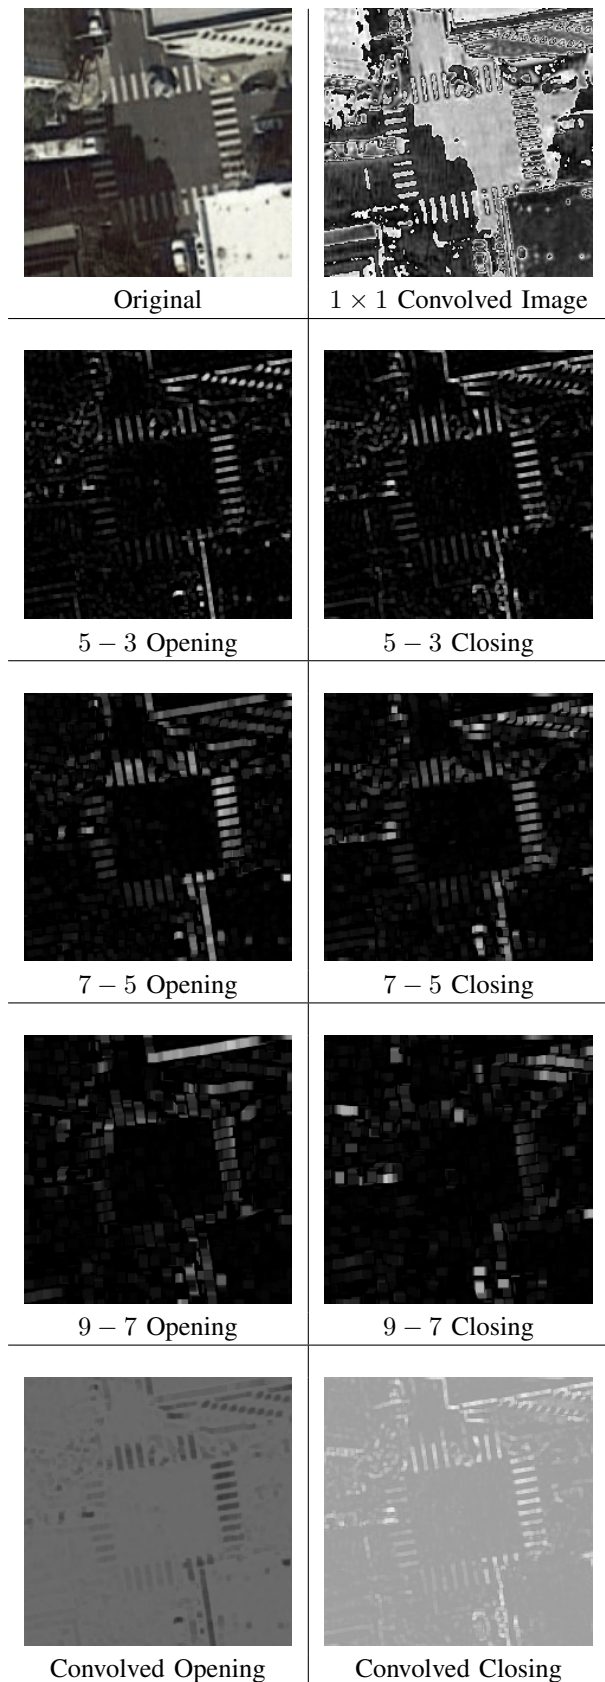 Original
1 × 1 Convolved Image
5 − 3 Opening
5 − 3 Closing
7 − 5 Opening
7 − 5 Closing
9 − 7 Opening
9 − 7 Closing
Convolved Opening
Convolved Closing